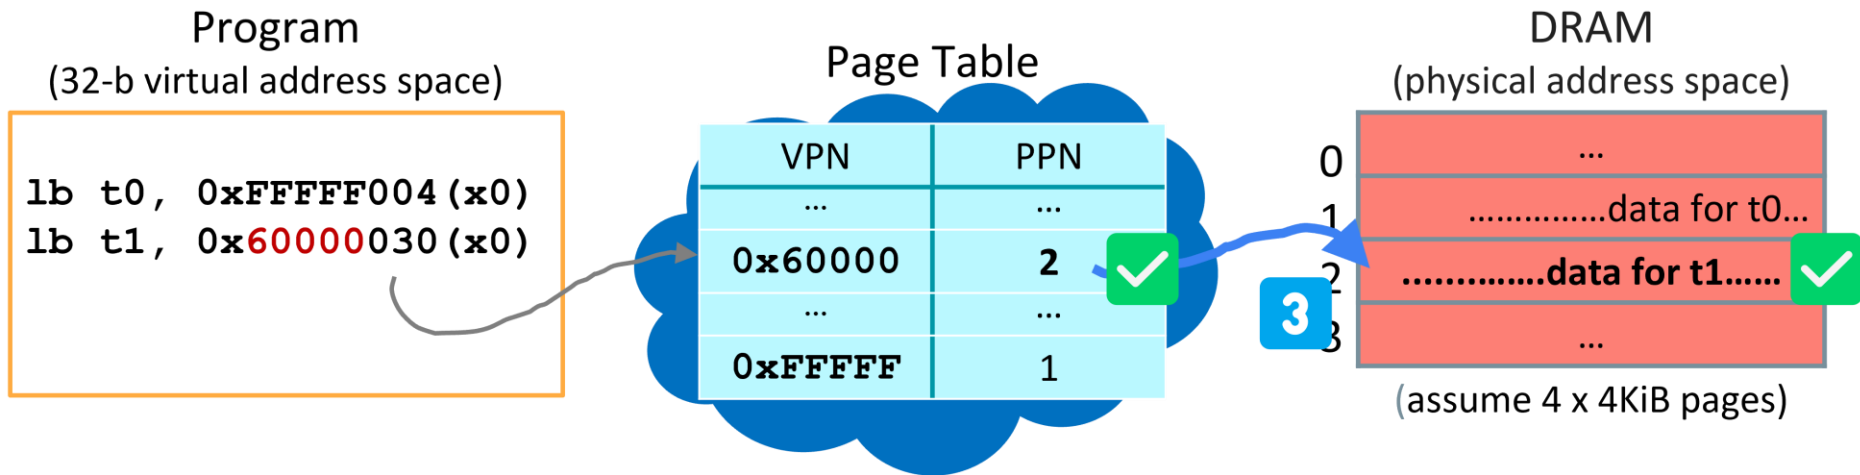 Program
(32-b virtual address space)
lb t0, 0xFFFFF004(x0)
lb t1, 0x60000030(x0)
Page Table
VPN PPN
... ...
0x60000 2
... ...
0xFFFFF 1
DRAM
(physical address space)
0 ...
1 ...............data for t0...
2 ..............data for t1......
3
3 ...
(assume 4 x 4KiB pages)